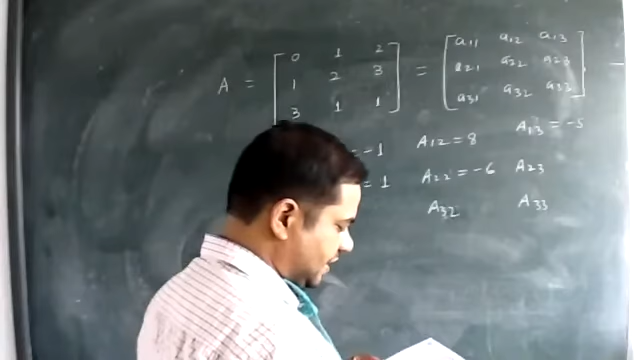 0 1 2 a11 a12 a13
A = 1 2 3 = a21 a22 a23
3 1 1 a31 a32 a33
= -1 A12 = 8 A13 = -5
= 1 A22 = -6 A23
A32 A33